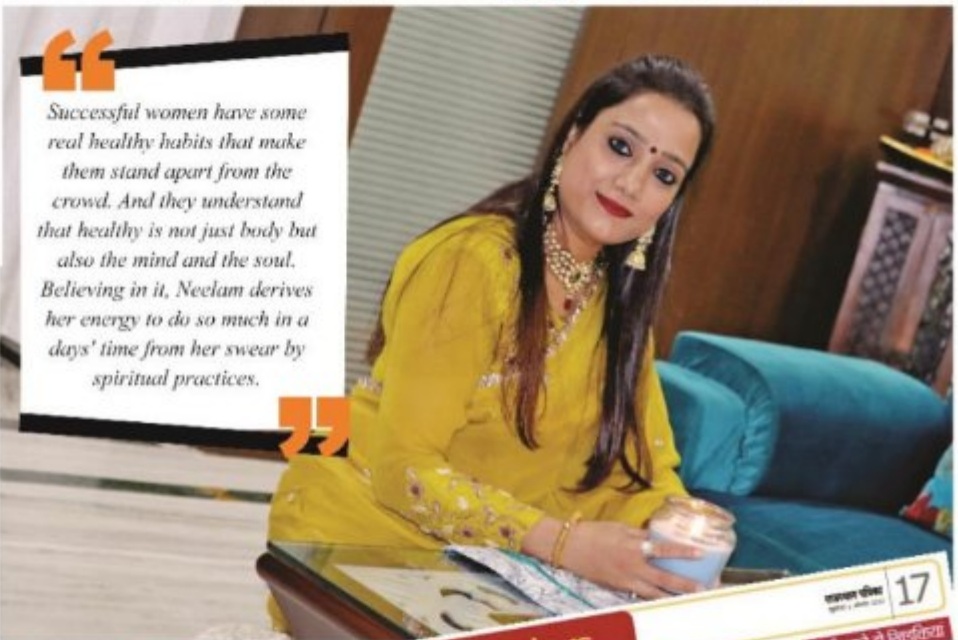 Successful women have some
real healthy habits that make
them stand apart from the
crowd. And they understand
that healthy is not just body but
also the mind and the soul.
Believing in it, Neelam derives
her energy to do so much in a
days' time from her swear by
spiritual practices.
राजस्थान पत्रिका
17